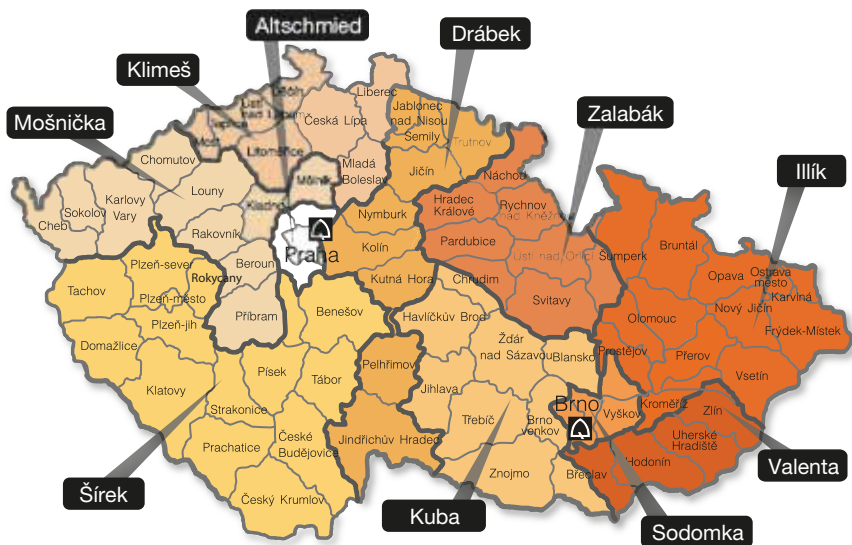 Altschmied
Drábek
Klimeš
Zalabák
Mošnička
Illík
Děčín
Liberec
Ústí
nad Labem
Teplice
Most
Česká Lípa
Jablonec
nad Nisou
Semily
Trutnov
Litoměřice
Chomutov
Mladá
Boleslav
Jičín
Náchod
Mělník
Louny
Karlovy
Vary
Sokolov
Cheb
Kladno
Hradec
Králové
Rychnov
nad Kněžnou
Nymburk
Rakovník
Praha
Kolín
Pardubice
Ústí nad Orlicí
Šumperk
Bruntál
Opava
Ostrava
město
Karviná
Plzeň-sever
Beroun
Rokycany
Tachov
Plzeň-město
Kutná Hora
Chrudim
Svitavy
Nový Jičín
Frýdek-Místek
Olomouc
Příbram
Benešov
Havlíčkův Brod
Plzeň-jih
Domažlice
Žďár
nad Sázavou
Blansko
Prostějov
Přerov
Vsetín
Písek
Tábor
Pelhřimov
Klatovy
Jihlava
Strakonice
Brno
Vyškov
Kroměříž
Zlín
Třebíč
Brno
venkov
Prachatice
České
Budějovice
Jindřichův Hradec
Uherské
Hradiště
Hodonín
Znojmo
Břeclav
Český Krumlov
Valenta
Šírek
Kuba
Sodomka